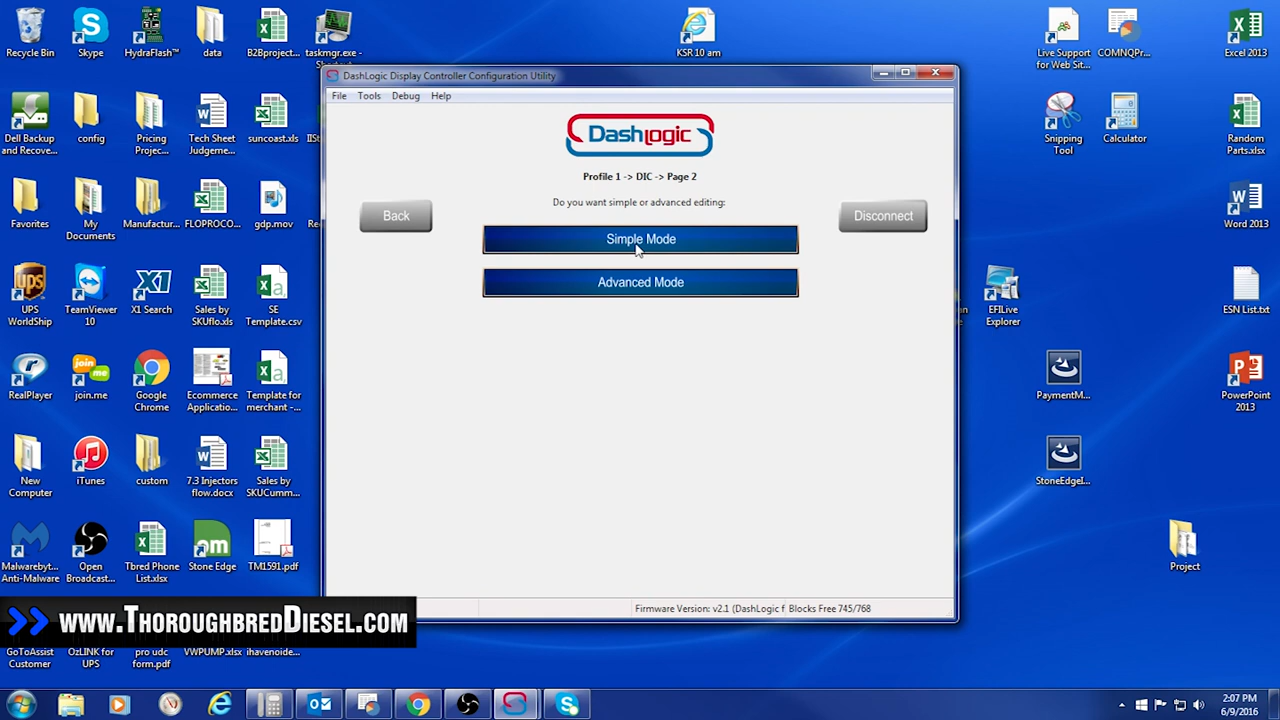 Recycle Bin
Skype
HydraFlash™
data
B2Bproject...
taskmgr.exe -
Shortcut
KSR 10 am
Live Support
for Web Sit...
COMNQPr...
Excel 2013
DashLogic Display Controller Configuration Utility
File Tools Debug Help
DashLogic
Profile 1 -> DIC -> Page 2
Do you want simple or advanced editing:
Back
Disconnect
Simple Mode
Advanced Mode
Dell Backup
and Recove...
config
Pricing
Projec...
Tech Sheet
Judgeme...
suncoast.xls
Snipping
Tool
Calculator
Random
Parts.xlsx
Favorites
My
Documents
Manufactur...
FLOPROCO...
gdp.mov
Word 2013
UPS
WorldShip
TeamViewer
10
X1
X1 Search
Sales by
SKUflo.xls
SE
Template.csv
EFILive
Explorer
ESN List.txt
RealPlayer
join.me
join.me
Google
Chrome
Ecommerce
Applicatio...
Template for
merchant -...
PaymentM...
PowerPoint
2013
New
Computer
iTunes
custom
7.3 Injectors
flow.docx
Sales by
SKUCumm...
StoneEdgeI...
Malwarebyt...
Anti-Malware
Open
Broadcast...
Tbred Phone
List.xlsx
om
Stone Edge
TM1591.pdf
Project
Firmware Version: v2.1 (DashLogic f
Blocks Free 745/768
www.ThoroughbredDiesel.com
GoToAssist
Customer
OzLINK for
UPS
pro udc
form.pdf
VWPUMP.xlsx
ihavenoide...
2:07 PM
6/9/2016